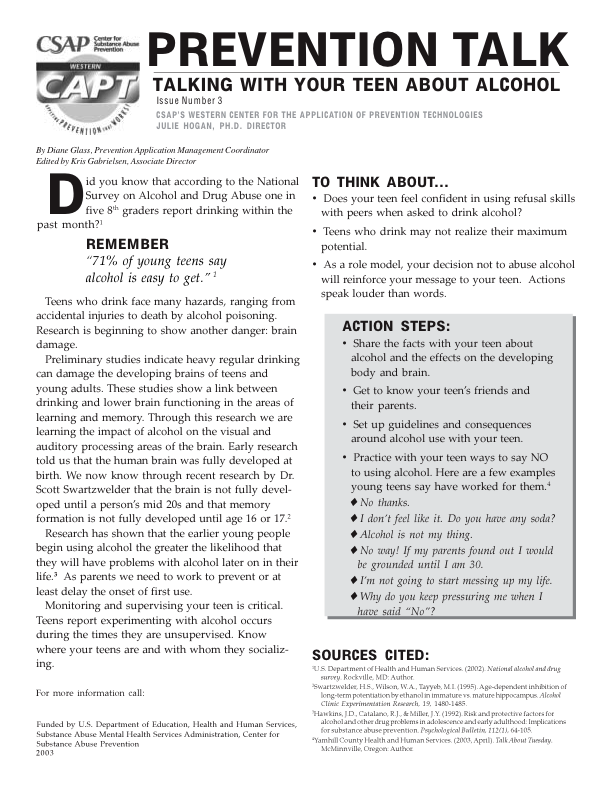 CSAP Center for
Substance Abuse
Prevention
WESTERN
CAPT
APPLYING PREVENTION THAT WORKS!
PREVENTION TALK
TALKING WITH YOUR TEEN ABOUT ALCOHOL
Issue Number 3
CSAP'S WESTERN CENTER FOR THE APPLICATION OF PREVENTION TECHNOLOGIES
JULIE HOGAN, PH.D. DIRECTOR
By Diane Glass, Prevention Application Management Coordinator
Edited by Kris Gabrielsen, Associate Director
Did you know that according to the National
Survey on Alcohol and Drug Abuse one in
five 8th graders report drinking within the
past month?1
REMEMBER
"71% of young teens say
alcohol is easy to get." 1
Teens who drink face many hazards, ranging from
accidental injuries to death by alcohol poisoning.
Research is beginning to show another danger: brain
damage.
Preliminary studies indicate heavy regular drinking
can damage the developing brains of teens and
young adults. These studies show a link between
drinking and lower brain functioning in the areas of
learning and memory. Through this research we are
learning the impact of alcohol on the visual and
auditory processing areas of the brain. Early research
told us that the human brain was fully developed at
birth. We now know through recent research by Dr.
Scott Swartzwelder that the brain is not fully devel-
oped until a person's mid 20s and that memory
formation is not fully developed until age 16 or 17.2
Research has shown that the earlier young people
begin using alcohol the greater the likelihood that
they will have problems with alcohol later on in their
life.3 As parents we need to work to prevent or at
least delay the onset of first use.
Monitoring and supervising your teen is critical.
Teens report experimenting with alcohol occurs
during the times they are unsupervised. Know
where your teens are and with whom they socializ-
ing.
For more information call:
Funded by U.S. Department of Education, Health and Human Services,
Substance Abuse Mental Health Services Administration, Center for
Substance Abuse Prevention
2003
TO THINK ABOUT...
• Does your teen feel confident in using refusal skills
with peers when asked to drink alcohol?
• Teens who drink may not realize their maximum
potential.
• As a role model, your decision not to abuse alcohol
will reinforce your message to your teen. Actions
speak louder than words.
ACTION STEPS:
• Share the facts with your teen about
alcohol and the effects on the developing
body and brain.
• Get to know your teen's friends and
their parents.
• Set up guidelines and consequences
around alcohol use with your teen.
• Practice with your teen ways to say NO
to using alcohol. Here are a few examples
young teens say have worked for them.4
♦ No thanks.
♦ I don't feel like it. Do you have any soda?
♦ Alcohol is not my thing.
♦ No way! If my parents found out I would
be grounded until I am 30.
♦ I'm not going to start messing up my life.
♦ Why do you keep pressuring me when I
have said "No"?
SOURCES CITED:
1U.S. Department of Health and Human Services. (2002). National alcohol and drug
survey. Rockville, MD: Author.
2Swartzwelder, H.S., Wilson, W.A., Tayyeb, M.I. (1995). Age-dependent inhibition of
long-term potentiation by ethanol in immature vs. mature hippocampus. Alcohol
Clinic Experimentation Research, 19, 1480-1485.
3Hawkins, J.D., Catalano, R.J., & Miller, J.Y. (1992). Risk and protective factors for
alcohol and other drug problems in adolescence and early adulthood: Implications
for substance abuse prevention. Psychological Bulletin, 112(1), 64-105.
4Yamhill County Health and Human Services. (2003, April). Talk About Tuesday.
McMinnville, Oregon: Author.